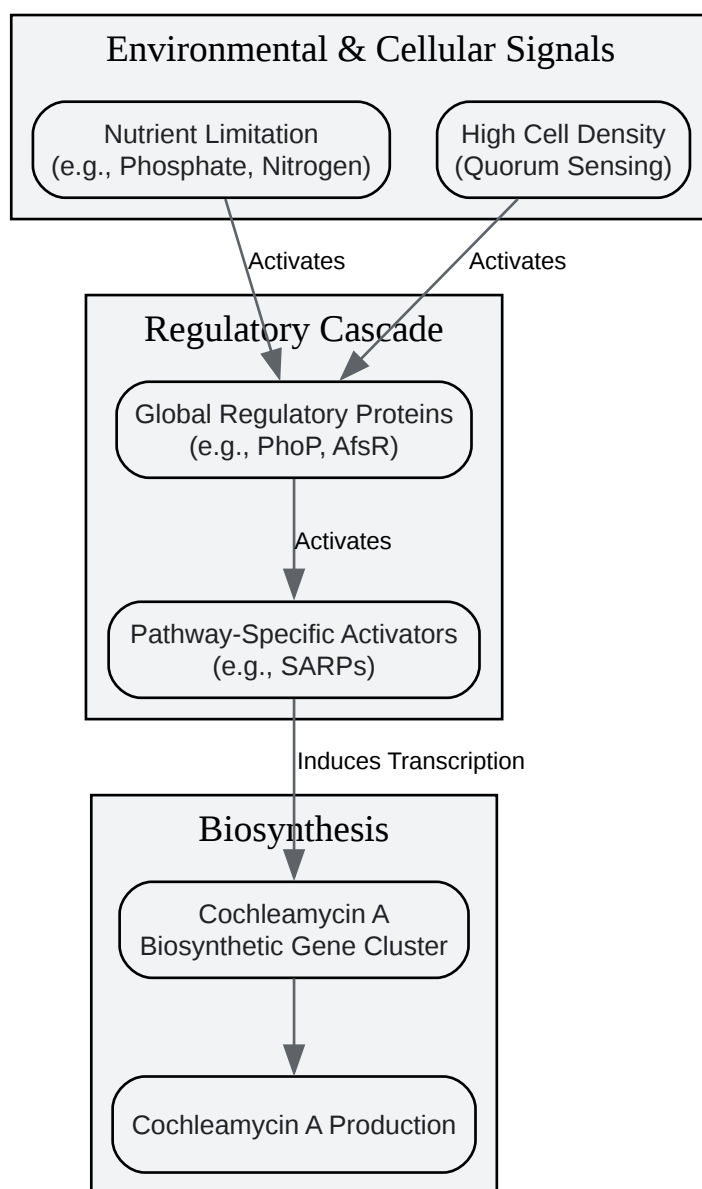 Environmental & Cellular Signals
Nutrient Limitation
(e.g., Phosphate, Nitrogen)
High Cell Density
(Quorum Sensing)
Activates
Activates
Regulatory Cascade
Global Regulatory Proteins
(e.g., PhoP, AfsR)
Activates
Pathway-Specific Activators
(e.g., SARPs)
Induces Transcription
Biosynthesis
Cochleamycin A
Biosynthetic Gene Cluster
Cochleamycin A Production